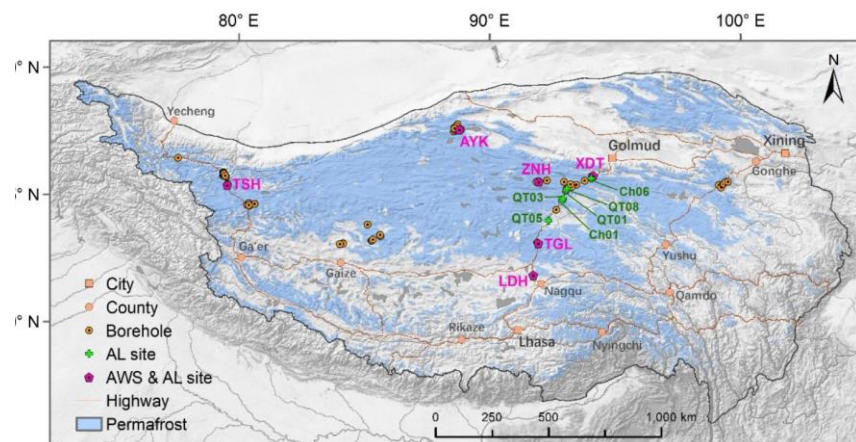 80° E 90° E 100° E
° N
N
Yecheng
AYK
Golmud
Xining
ZNH
XDT
Gonghe
TSH
Ch06
QT03
QT08
QT05
QT01
Ch01
Ga'er
TGL
Yushu
Gaize
LDH
Nagqu
Qamdo
City
County
° N
Borehole
Rikaze
Lhasa
Nyingchi
AL site
AWS & AL site
Highway
0 250 500 750 1,000 km
Permafrost